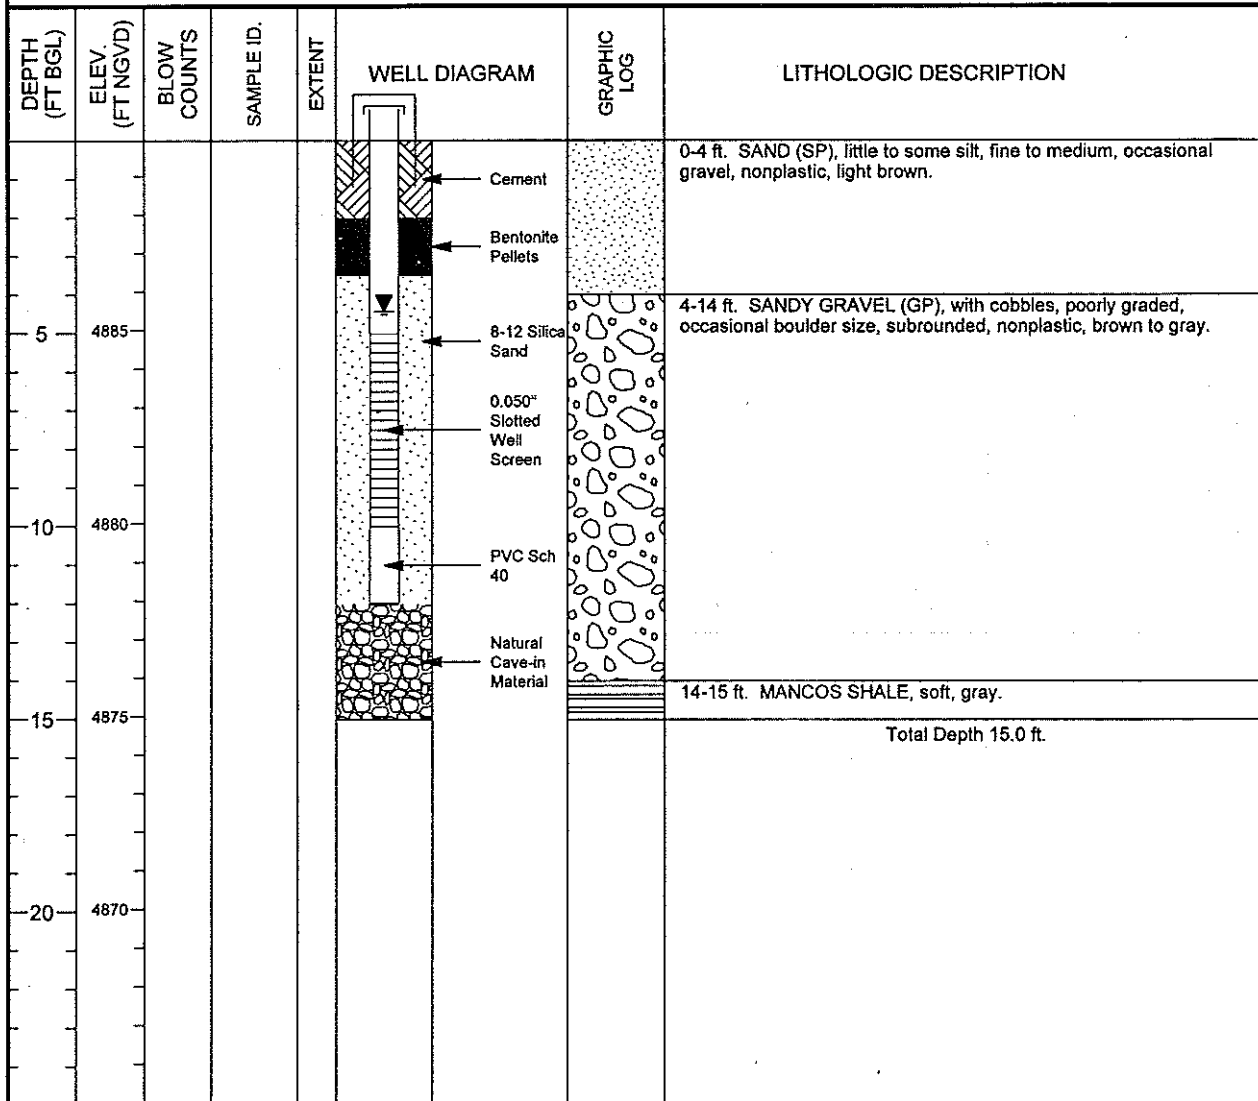 DEPTH
(FT BGL)
ELEV.
(FT NGVD)
BLOW
COUNTS
SAMPLE ID.
EXTENT
WELL DIAGRAM
GRAPHIC
LOG
LITHOLOGIC DESCRIPTION
0-4 ft. SAND (SP), little to some silt, fine to medium, occasional
gravel, nonplastic, light brown.
Cement
Bentonite
Pellets
4-14 ft. SANDY GRAVEL (GP), with cobbles, poorly graded,
occasional boulder size, subrounded, nonplastic, brown to gray.
5
4885
8-12 Silica
Sand
0.050"
Slotted
Well
Screen
10
4880
PVC Sch
40
Natural
Cave-in
Material
14-15 ft. MANCOS SHALE, soft, gray.
15
4875
Total Depth 15.0 ft.
20
4870